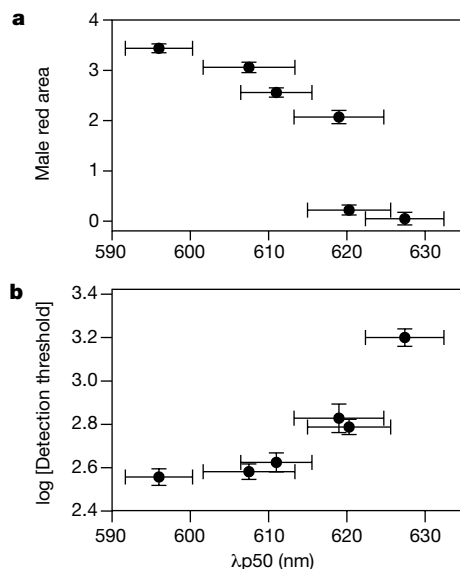 a
Male red area
4
3
2
1
0
590 600 610 620 630
b
log [Detection threshold]
3.4
3.2
3.0
2.8
2.6
2.4
590 600 610 620 630
λp50 (nm)